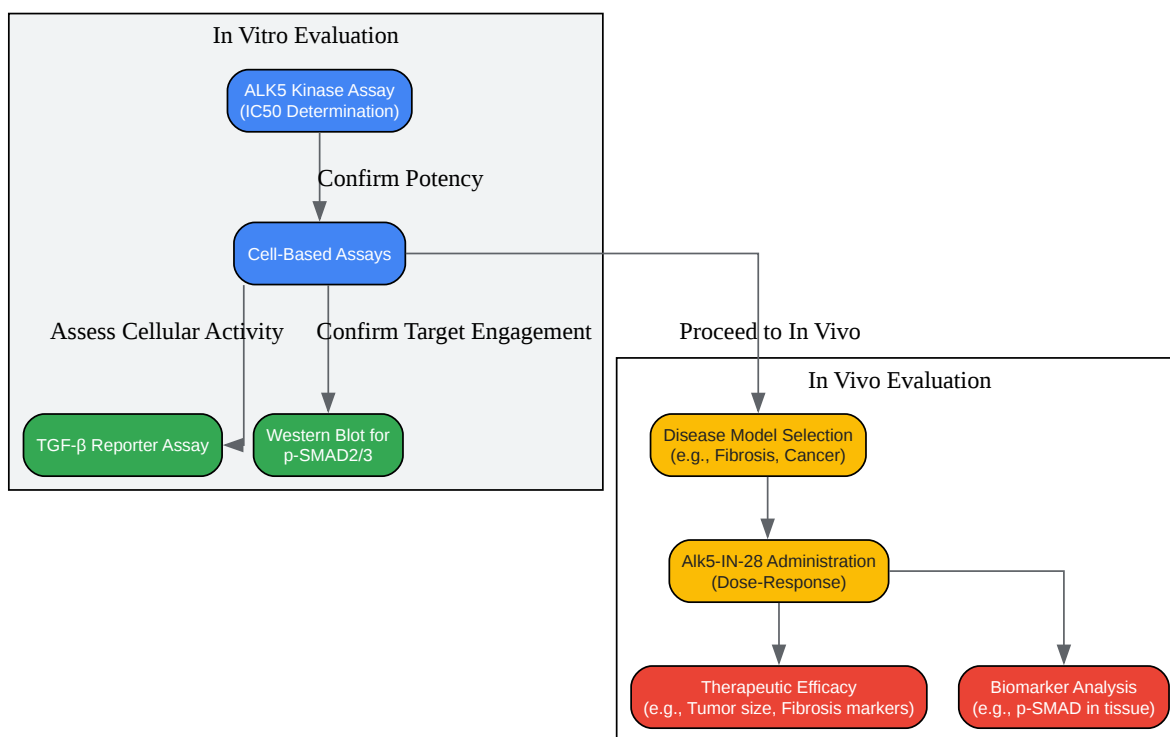 In Vitro Evaluation
ALK5 Kinase Assay
(IC50 Determination)
Confirm Potency
Cell-Based Assays
Assess Cellular Activity
Confirm Target Engagement
Proceed to In Vivo
TGF-β Reporter Assay
Western Blot for
p-SMAD2/3
In Vivo Evaluation
Disease Model Selection
(e.g., Fibrosis, Cancer)
Alk5-IN-28 Administration
(Dose-Response)
Therapeutic Efficacy
(e.g., Tumor size, Fibrosis markers)
Biomarker Analysis
(e.g., p-SMAD in tissue)